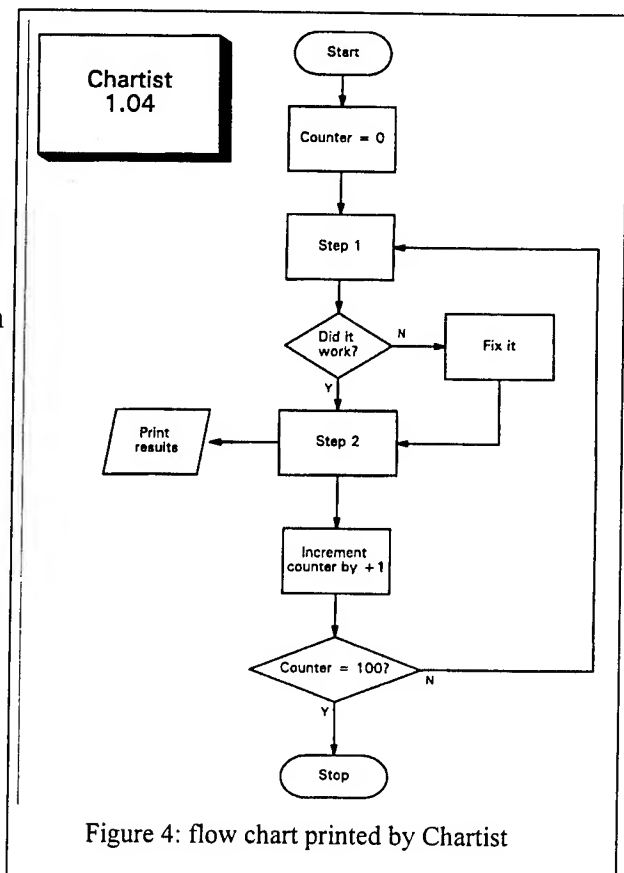 Chartist
1.04
Start
Counter = 0
Step 1
Did it
work?
N
Fix it
Y
Print
results
Step 2
Increment
counter by +1
Counter = 100?
N
Y
Stop
Figure 4: flow chart printed by Chartist